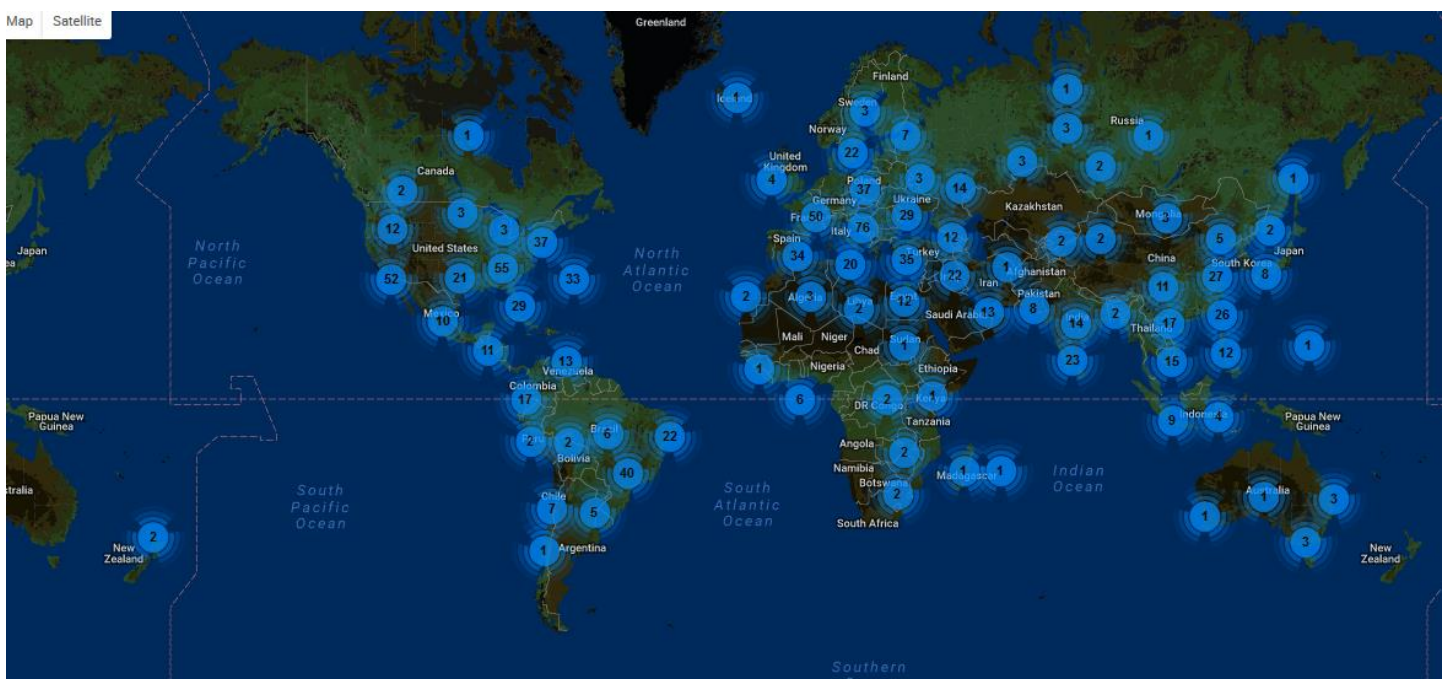 Map Satellite
Greenland
Finland
1
1
Iceland
Sweden
3
Russia
3
1
Norway
7
1
22
United
Kingdom
3
2
Canada
4
Poland
37
3
14
1
2
Germany
Ukraine
Kazakhstan
3
50
29
Mongolia
3
12
3
Italy
76
2
North
Pacific
Ocean
United States
37
Spain
12
2
2
5
Japan
Japan
North
Atlantic
Ocean
34
20
Turkey
35
China
South Korea
52
21
55
33
22
Iran
1
Afghanistan
27
8
2
Algeria
3
Libya
2
Egypt
12
Pakistan
8
11
29
Mexico
10
Saudi Arabia
13
India
14
2
Thailand
17
26
Mali
Niger
Chad
Sudan
1
11
12
1
13
Venezuela
1
Nigeria
Ethiopia
23
15
Colombia
17
6
DR Congo
2
Kenya
1
Papua New
Guinea
Tanzania
9
Indonesia
4
Papua New
Guinea
Peru
2
2
Brazil
6
22
Angola
Bolivia
2
40
Namibia
Botswana
2
Madagascar
1
1
Indian
Ocean
stralia
South
Pacific
Ocean
Chile
7
5
South
Atlantic
Ocean
South Africa
1
Australia
1
3
2
New
Zealand
1
Argentina
3
New
Zealand
Southern